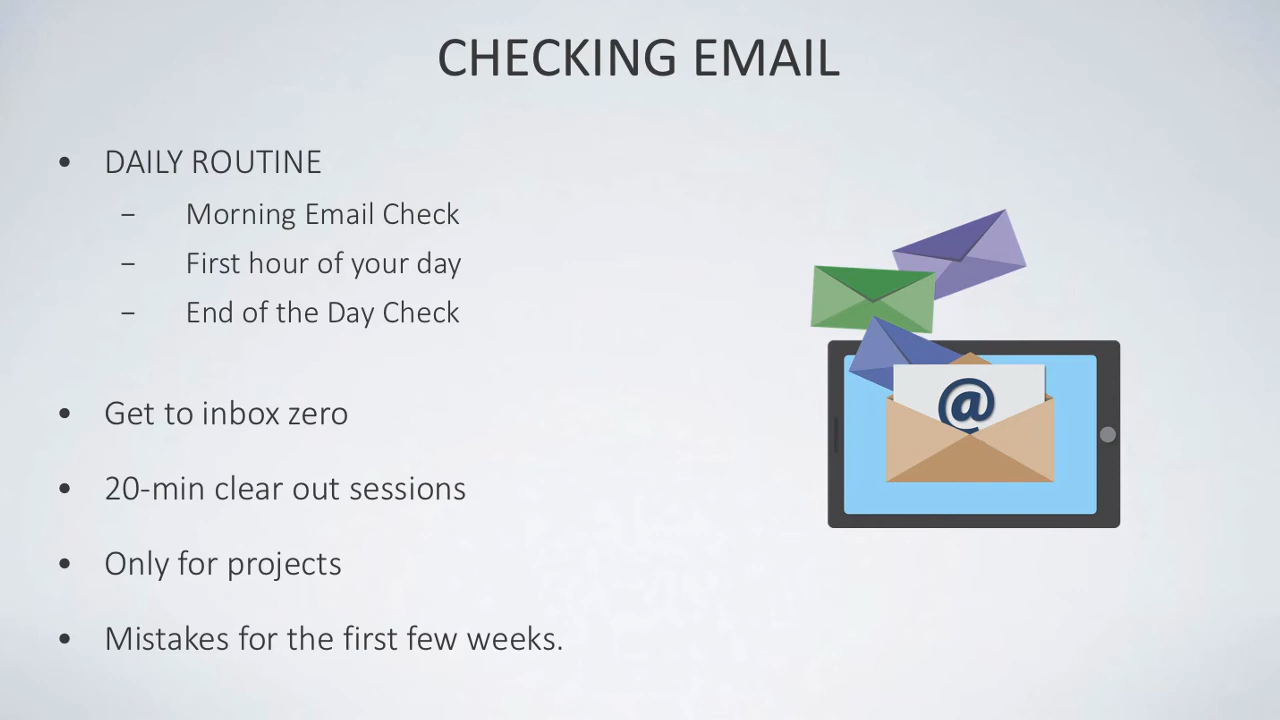 CHECKING EMAIL
• DAILY ROUTINE
– Morning Email Check
– First hour of your day
– End of the Day Check
• Get to inbox zero
• 20-min clear out sessions
• Only for projects
• Mistakes for the first few weeks.
@